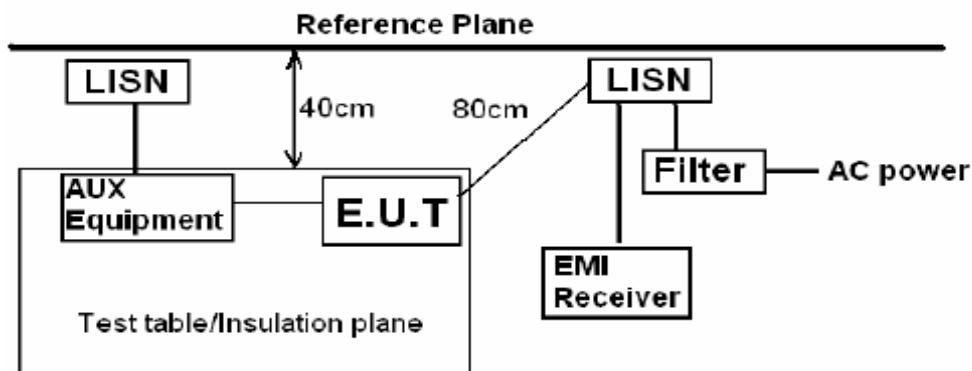 Reference Plane
LISN
40cm
80cm
LISN
Filter
AC power
AUX
Equipment
E.U.T
EMI
Receiver
Test table/Insulation plane